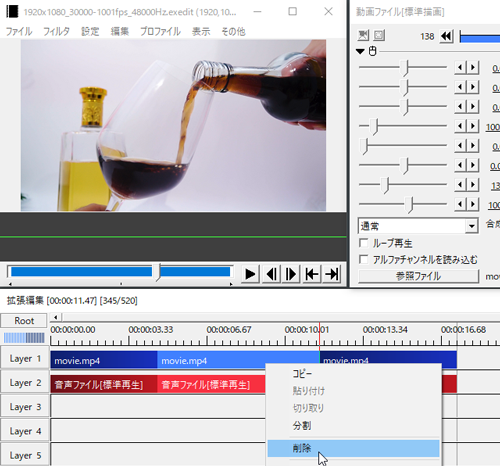 1920x1080_30000-1001fps_48000Hz.exedit (1920,10...
ファイル フィルタ 設定 編集 プロファイル 表示 その他
動画ファイル[標準描画]
138
0.
0.
0.
100
0.
0.0
13
100
通常
合成
ループ再生
アルファチャンネルを読み込む
参照ファイル
mov
拡張編集 [00:00:11.47] [345/520]
Root
00:00:00.00 00:00:03.33 00:00:06.67 00:00:10.01 00:00:13.34 00:00:16.68
Layer 1 movie.mp4 movie.mp4 movie.mp4
Layer 2 音声ファイル[標準再生] 音声ファイル[標準再生]
Layer 3
Layer 4
Layer 5
コピー
貼り付け
切り取り
分割
削除